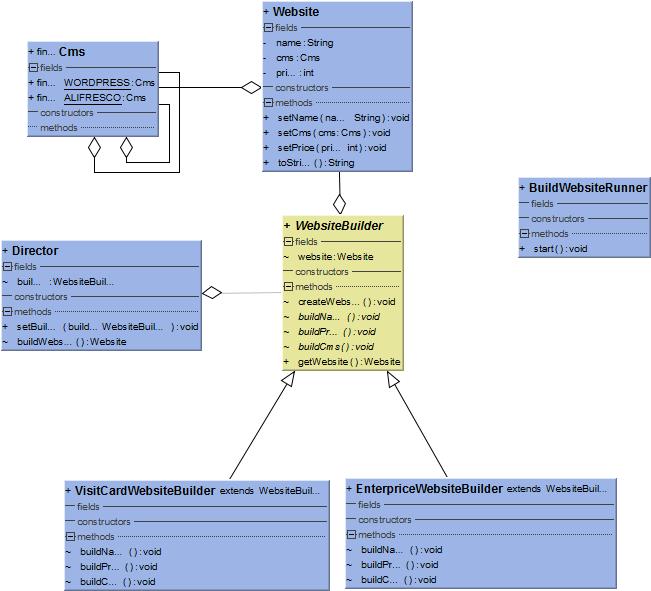 + Website
fields
- name: String
- cms: Cms
- pri... : int
constructors
methods
+ setName (na... String): void
+ setCms (cms: Cms): void
+ setPrice (pri... int): void
+ toStri... (): String
+ fin... Cms
fields
+ fin... WORDPRESS: Cms
+ fin... ALIFRESCO: Cms
constructors
methods
+ BuildWebsiteRunner
fields
constructors
methods
+ start(): void
+ WebsiteBuilder
fields
~ website: Website
constructors
methods
~ createWebs... (): void
~ buildNa... (): void
~ buildPr... (): void
~ buildCms(): void
+ getWebsite (): Website
+ Director
fields
~ buil... : WebsiteBuil...
constructors
methods
+ setBuil... (build... WebsiteBuil... ): void
~ buildWebs... (): Website
+ VisitCardWebsiteBuilder extends WebsiteBuil...
fields
constructors
methods
~ buildNa... (): void
~ buildPr... (): void
~ buildC... (): void
+ EnterpriceWebsiteBuilder extends WebsiteBuil...
fields
constructors
methods
~ buildNa... (): void
~ buildPr... (): void
~ buildC... (): void